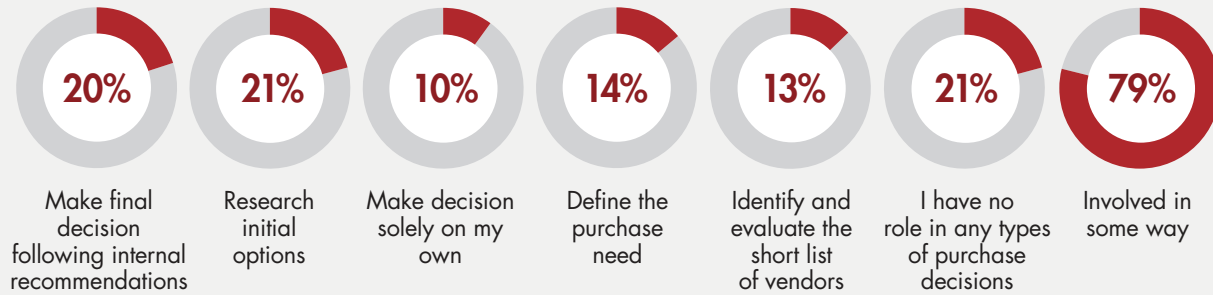 20%
Make final
decision
following internal
recommendations
21%
Research
initial
options
10%
Make decision
solely on my
own
14%
Define the
purchase
need
13%
Identify and
evaluate the
short list
of vendors
21%
I have no
role in any types
of purchase
decisions
79%
Involved in
some way